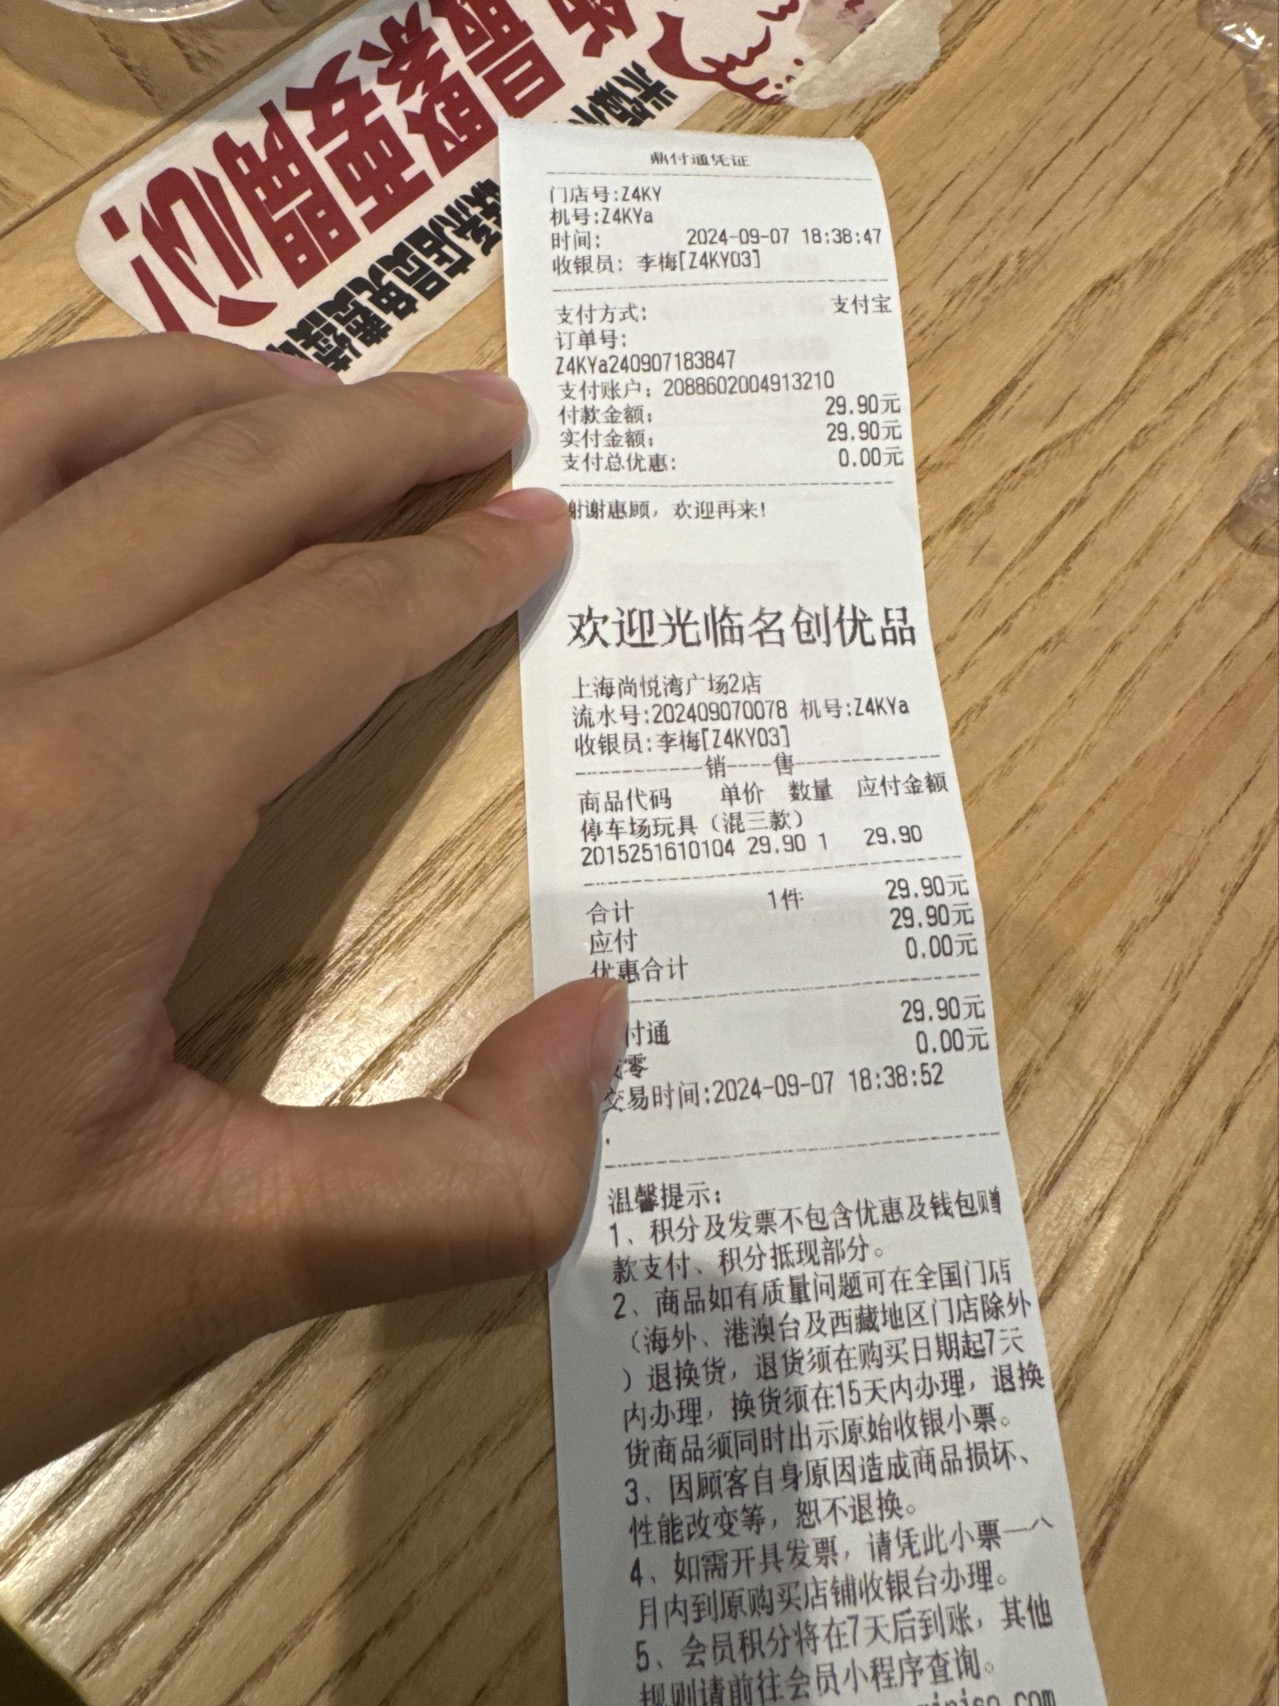 鼎付通凭证
门店号:Z4KY
机号:Z4KYa
时间: 2024-09-07 18:38:47
收银员: 李梅[Z4KY03]
支付方式: 支付宝
订单号:
Z4KYa240907183847
支付账户: 2088602004913210
付款金额: 29.90元
实付金额: 29.90元
支付总优惠: 0.00元
谢谢惠顾，欢迎再来!
欢迎光临名创优品
上海尚悦湾广场2店
流水号:202409070078 机号:Z4KYa
收银员:李梅[Z4KY03]
销-----售
商品代码 单价 数量 应付金额
停车场玩具（混三款）
2015251610104 29.90 1 29.90
合计 1件 29.90元
应付 29.90元
优惠合计 0.00元
付通 29.90元
零 0.00元
交易时间:2024-09-07 18:38:52
温馨提示:
1、积分及发票不包含优惠及钱包赠
款支付、积分抵现部分。
2、商品如有质量问题可在全国门店
（海外、港澳台及西藏地区门店除外
）退换货，退货须在购买日期起7天
内办理，换货须在15天内办理，退换
货商品须同时出示原始收银小票。
3、因顾客自身原因造成商品损坏、
性能改变等，恕不退换。
4、如需开具发票，请凭此小票一个
月内到原购买店铺收银台办理。
5、会员积分将在7天后到账，其他
规则请前往会员小程序查询。